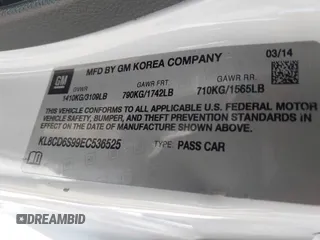 MFD BY GM KOREA COMPANY
03/14
GM
GVWR GAWR FRT. GAWR RR.
1410KG/3109LB 790KG/1742LB 710KG/1565LB
THIS VEHICLE CONFORMS TO ALL APPLICABLE U.S. FEDERAL MOTOR
VEHICLE SAFETY, BUMPER, AND THEFT PREVENTION STANDARDS IN
EFFECT ON THE DATE OF MANUFACTURE SHOWN ABOVE.
KL8CD6S99EC536525 TYPE: PASS CAR
DREAMBID